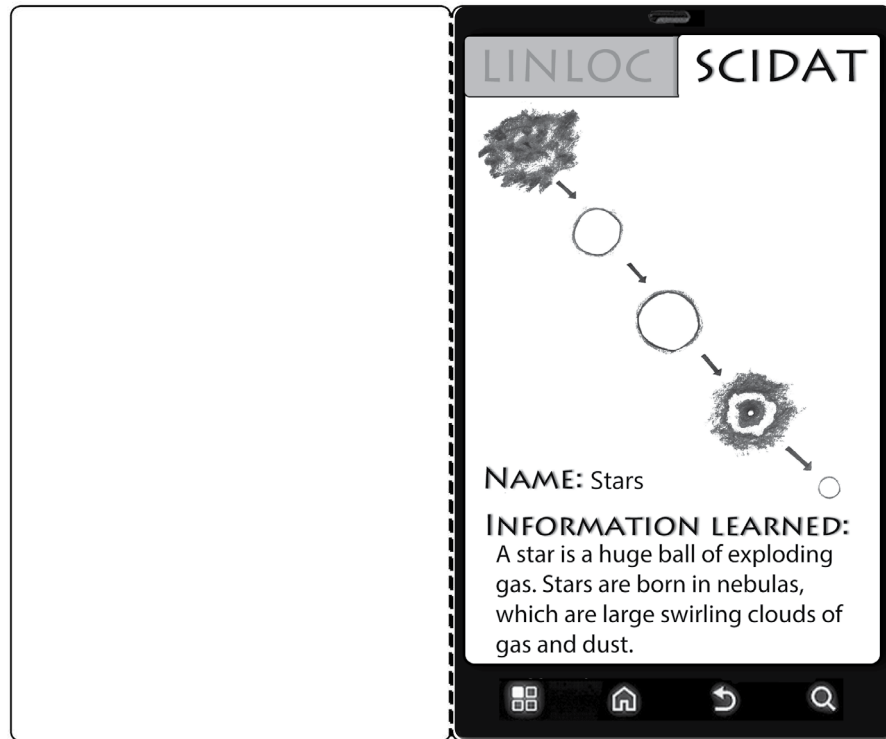 LINLOC SCIDAT
NAME: Stars
INFORMATION LEARNED:
A star is a huge ball of exploding
gas. Stars are born in nebulas,
which are large swirling clouds of
gas and dust.